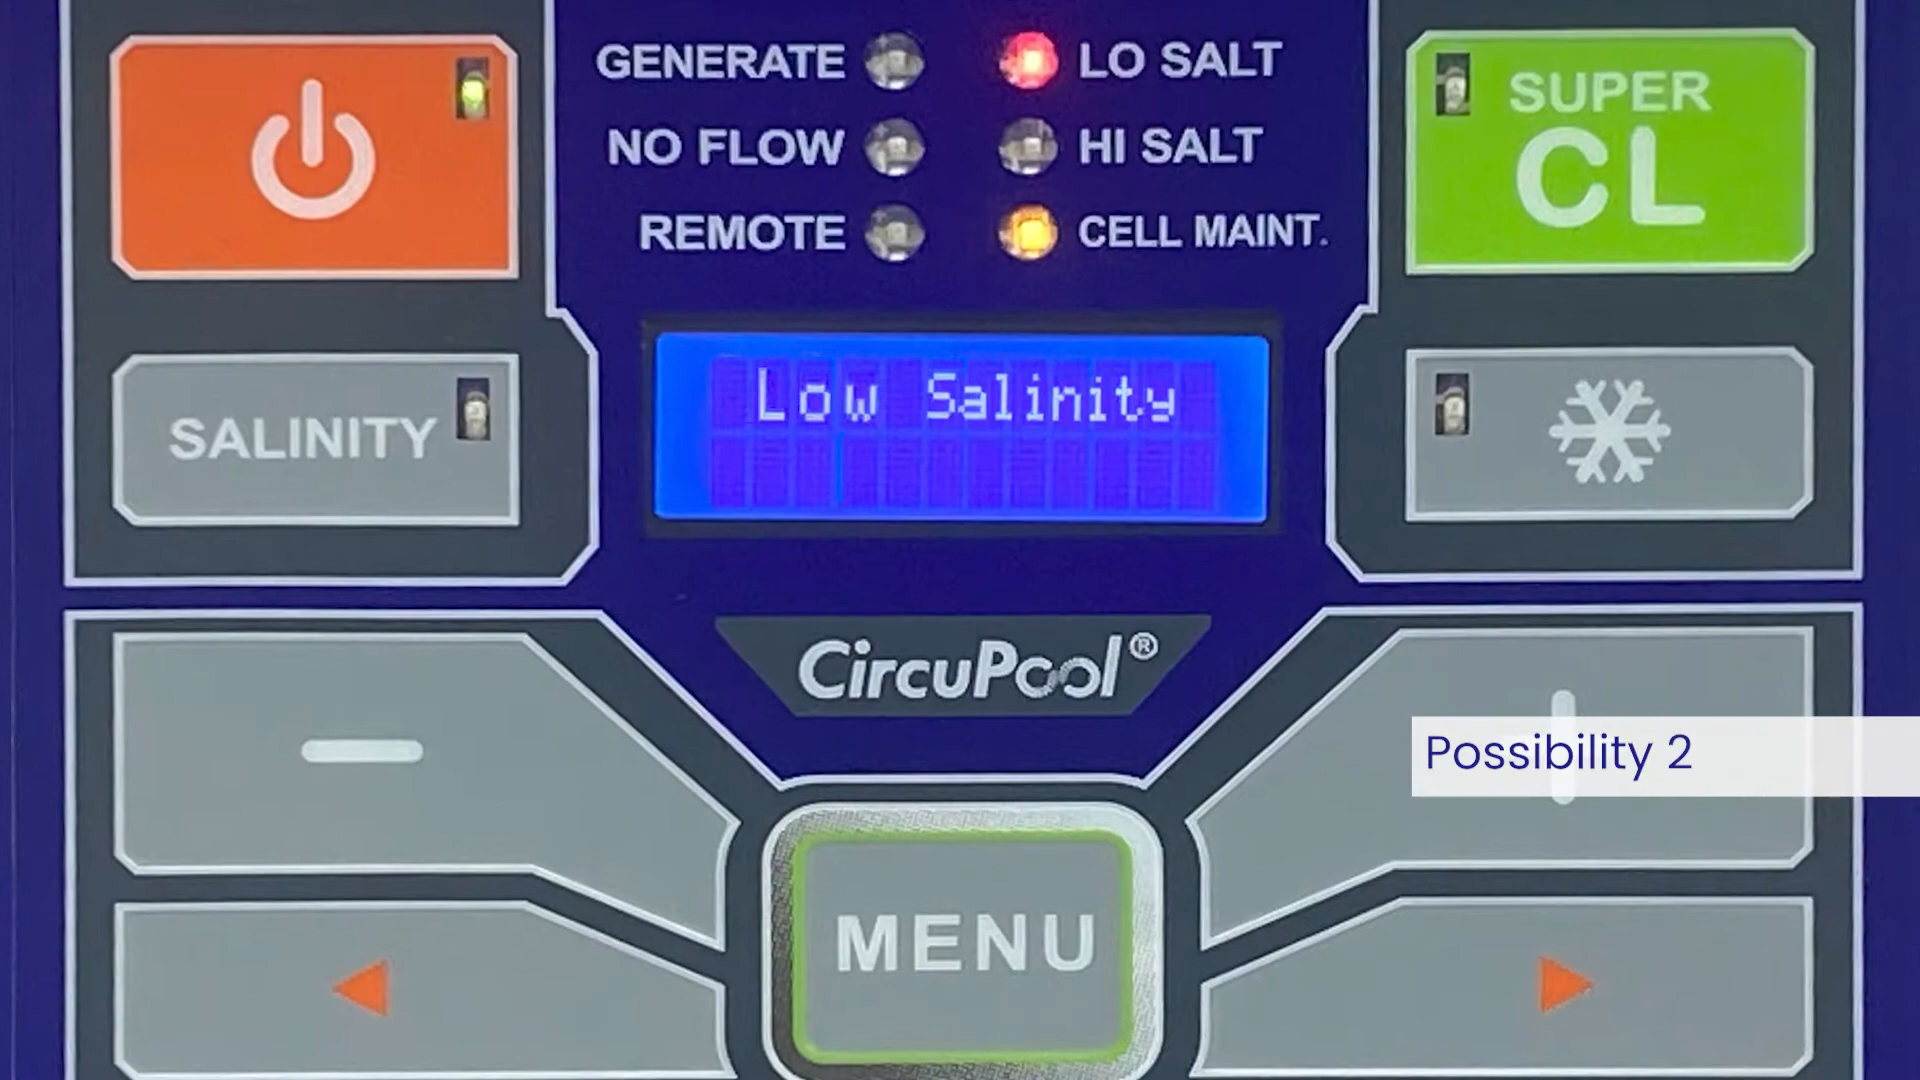 GENERATE
NO FLOW
REMOTE
LO SALT
HI SALT
CELL MAINT.
SUPER
CL
SALINITY
Low Salinity
CircuPool®
Possibility 2
MENU